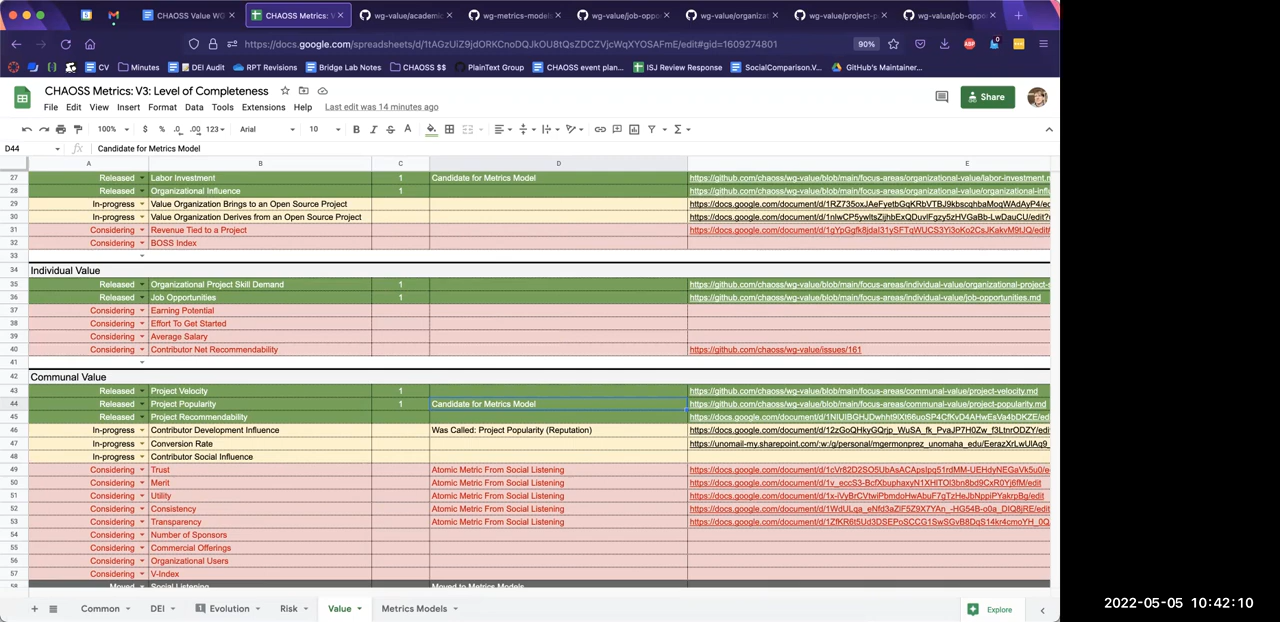 CHAOSS Value WG
CHAOSS Metrics: V
wg-value/academic
wg-metrics-model
wg-value/job-oppo
wg-value/organizat
wg-value/project-p
wg-value/job-oppo
https://docs.google.com/spreadsheets/d/1tAGzUiZ9jdORKCnoDQJkOU8tQsZDCZVjcWqXYOSAFmE/edit#gid=1609274801
90%
CV Minutes DEI Audit RPT Revisions Bridge Lab Notes CHAOSS $$ PlainText Group CHAOSS event plan... ISJ Review Response SocialComparison.V... GitHub's Maintainer...
CHAOSS Metrics: V3: Level of Completeness
File Edit View Insert Format Data Tools Extensions Help Last edit was 14 minutes ago
Share
100% $ % .0 .00 123 Arial 10 B I S A
D44 fx Candidate for Metrics Model
A B C D E
27 Released Labor Investment 1 Candidate for Metrics Model https://github.com/chaoss/wg-value/blob/main/focus-areas/organizational-value/labor-investment.m
28 Released Organizational Influence 1 https://github.com/chaoss/wg-value/blob/main/focus-areas/organizational-value/organizational-influ
29 In-progress Value Organization Brings to an Open Source Project
30 In-progress Value Organization Derives from an Open Source Project
31 Considering Revenue Tied to a Project
32 Considering BOSS Index
33
34 Individual Value
35 Released Organizational Project Skill Demand 1 https://github.com/chaoss/wg-value/blob/main/focus-areas/individual-value/organizational-project-s
36 Released Job Opportunities 1 https://github.com/chaoss/wg-value/blob/main/focus-areas/individual-value/job-opportunities.md
37 Considering Earning Potential
38 Considering Effort To Get Started
39 Considering Average Salary
40 Considering Contributor Net Recommendability https://github.com/chaoss/wg-value/issues/161
41
42 Communal Value
43 Released Project Velocity 1 https://github.com/chaoss/wg-value/blob/main/focus-areas/communal-value/project-velocity.md
44 Released Project Popularity 1 Candidate for Metrics Model https://github.com/chaoss/wg-value/blob/main/focus-areas/communal-value/project-popularity.md
45 Released Project Recommendability
46 In-progress Contributor Development Influence Was Called: Project Popularity (Reputation)
47 In-progress Conversion Rate
48 In-progress Contributor Social Influence
49 Considering Trust Atomic Metric From Social Listening
50 Considering Merit Atomic Metric From Social Listening
51 Considering Utility Atomic Metric From Social Listening
52 Considering Consistency Atomic Metric From Social Listening
53 Considering Transparency Atomic Metric From Social Listening
54 Considering Number of Sponsors
55 Considering Commercial Offerings
56 Considering Organizational Users
57 Considering V-Index
58 Moved Social Listening Moved to Metrics Models
Common DEI 1 Evolution Risk Value Metrics Models Explore
2022-05-05 10:42:10